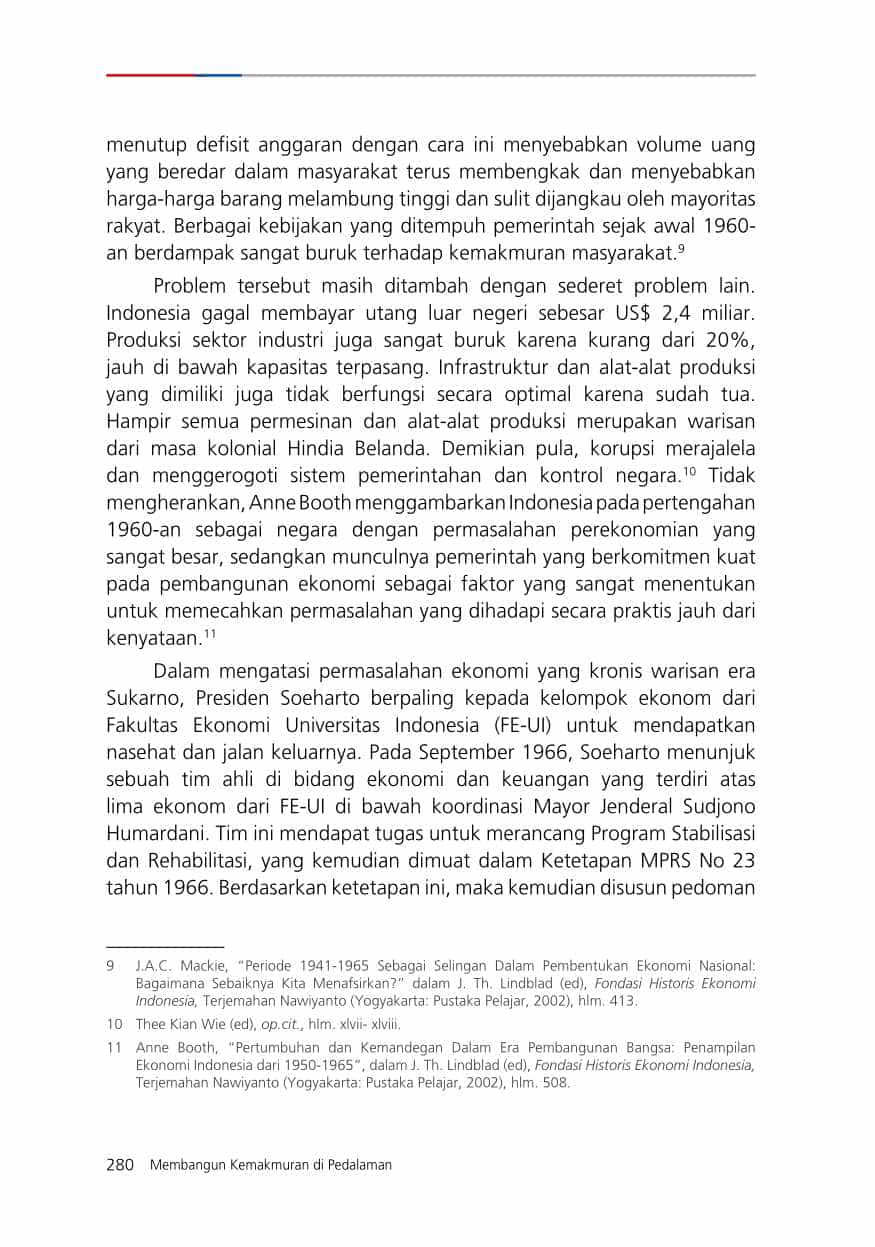 menutup defisit anggaran dengan cara ini menyebabkan volume uang
yang beredar dalam masyarakat terus membengkak dan menyebabkan
harga-harga barang melambung tinggi dan sulit dijangkau oleh mayoritas
rakyat. Berbagai kebijakan yang ditempuh pemerintah sejak awal 1960-
an berdampak sangat buruk terhadap kemakmuran masyarakat.9
Problem tersebut masih ditambah dengan sederet problem lain.
Indonesia gagal membayar utang luar negeri sebesar US$ 2,4 miliar.
Produksi sektor industri juga sangat buruk karena kurang dari 20%,
jauh di bawah kapasitas terpasang. Infrastruktur dan alat-alat produksi
yang dimiliki juga tidak berfungsi secara optimal karena sudah tua.
Hampir semua permesinan dan alat-alat produksi merupakan warisan
dari masa kolonial Hindia Belanda. Demikian pula, korupsi merajalela
dan menggerogoti sistem pemerintahan dan kontrol negara.10 Tidak
mengherankan, Anne Booth menggambarkan Indonesia pada pertengahan
1960-an sebagai negara dengan permasalahan perekonomian yang
sangat besar, sedangkan munculnya pemerintah yang berkomitmen kuat
pada pembangunan ekonomi sebagai faktor yang sangat menentukan
untuk memecahkan permasalahan yang dihadapi secara praktis jauh dari
kenyataan.11
Dalam mengatasi permasalahan ekonomi yang kronis warisan era
Sukarno, Presiden Soeharto berpaling kepada kelompok ekonom dari
Fakultas Ekonomi Universitas Indonesia (FE-UI) untuk mendapatkan
nasehat dan jalan keluarnya. Pada September 1966, Soeharto menunjuk
sebuah tim ahli di bidang ekonomi dan keuangan yang terdiri atas
lima ekonom dari FE-UI di bawah koordinasi Mayor Jenderal Sudjono
Humardani. Tim ini mendapat tugas untuk merancang Program Stabilisasi
dan Rehabilitasi, yang kemudian dimuat dalam Ketetapan MPRS No 23
tahun 1966. Berdasarkan ketetapan ini, maka kemudian disusun pedoman
9 J.A.C. Mackie, “Periode 1941-1965 Sebagai Selingan Dalam Pembentukan Ekonomi Nasional:
Bagaimana Sebaiknya Kita Menafsirkan?” dalam J. Th. Lindblad (ed), Fondasi Historis Ekonomi
Indonesia, Terjemahan Nawiyanto (Yogyakarta: Pustaka Pelajar, 2002), hlm. 413.
10 Thee Kian Wie (ed), op.cit., hlm. xlvii- xlviii.
11 Anne Booth, “Pertumbuhan dan Kemandegan Dalam Era Pembangunan Bangsa: Penampilan
Ekonomi Indonesia dari 1950-1965”, dalam J. Th. Lindblad (ed), Fondasi Historis Ekonomi Indonesia,
Terjemahan Nawiyanto (Yogyakarta: Pustaka Pelajar, 2002), hlm. 508.
280 Membangun Kemakmuran di Pedalaman